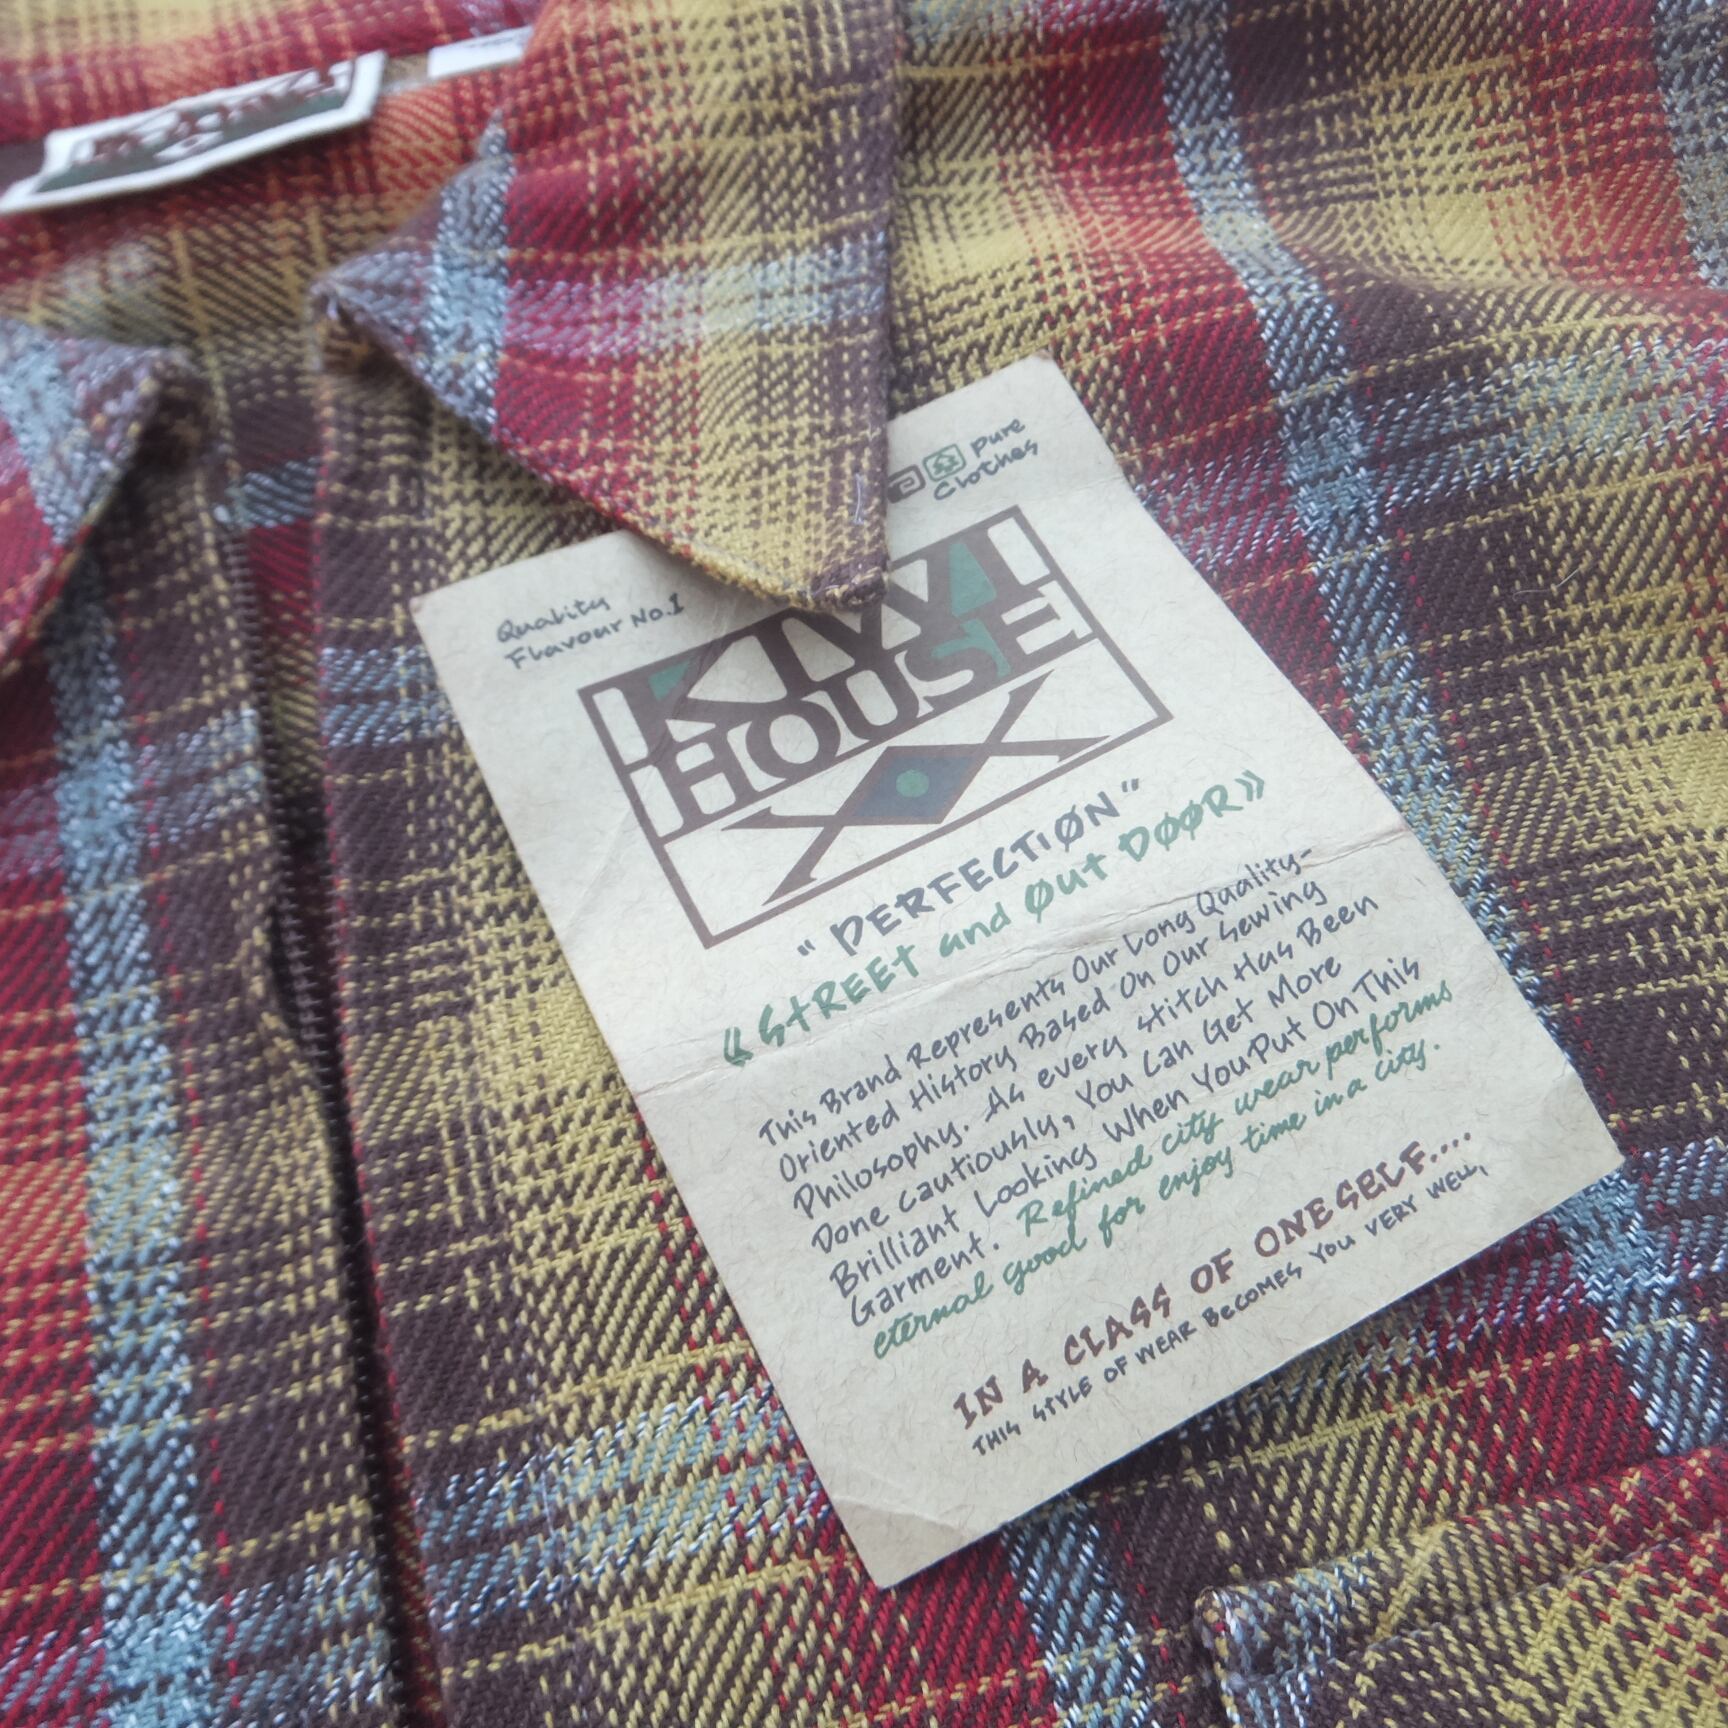 Pure
Clothes
Quality
Flavour No.1
KIWI
HOUSE
"PERFECTIØN"
《STREET and ØUt DØØR》
This Brand Represents Our Long Quality-
Oriented History Based On Our Sewing
Philosophy. As every stitch Has Been
Done cautiously, You Can Get More
Brilliant Looking When You Put On This
Garment. Refined city wear performs
eternal good for enjoy time in a city.
IN A CLASS OF ONESELF....
THIS STYLE OF WEAR BECOMES YOU VERY WELL,